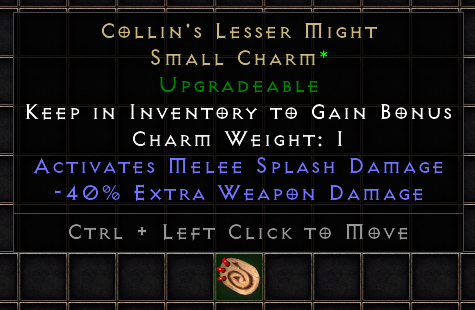 Collin's Lesser Might
Small Charm*
Upgradeable
Keep in Inventory to Gain Bonus
Charm Weight: 1
Activates Melee Splash Damage
-40% Extra Weapon Damage
Ctrl + Left Click to Move